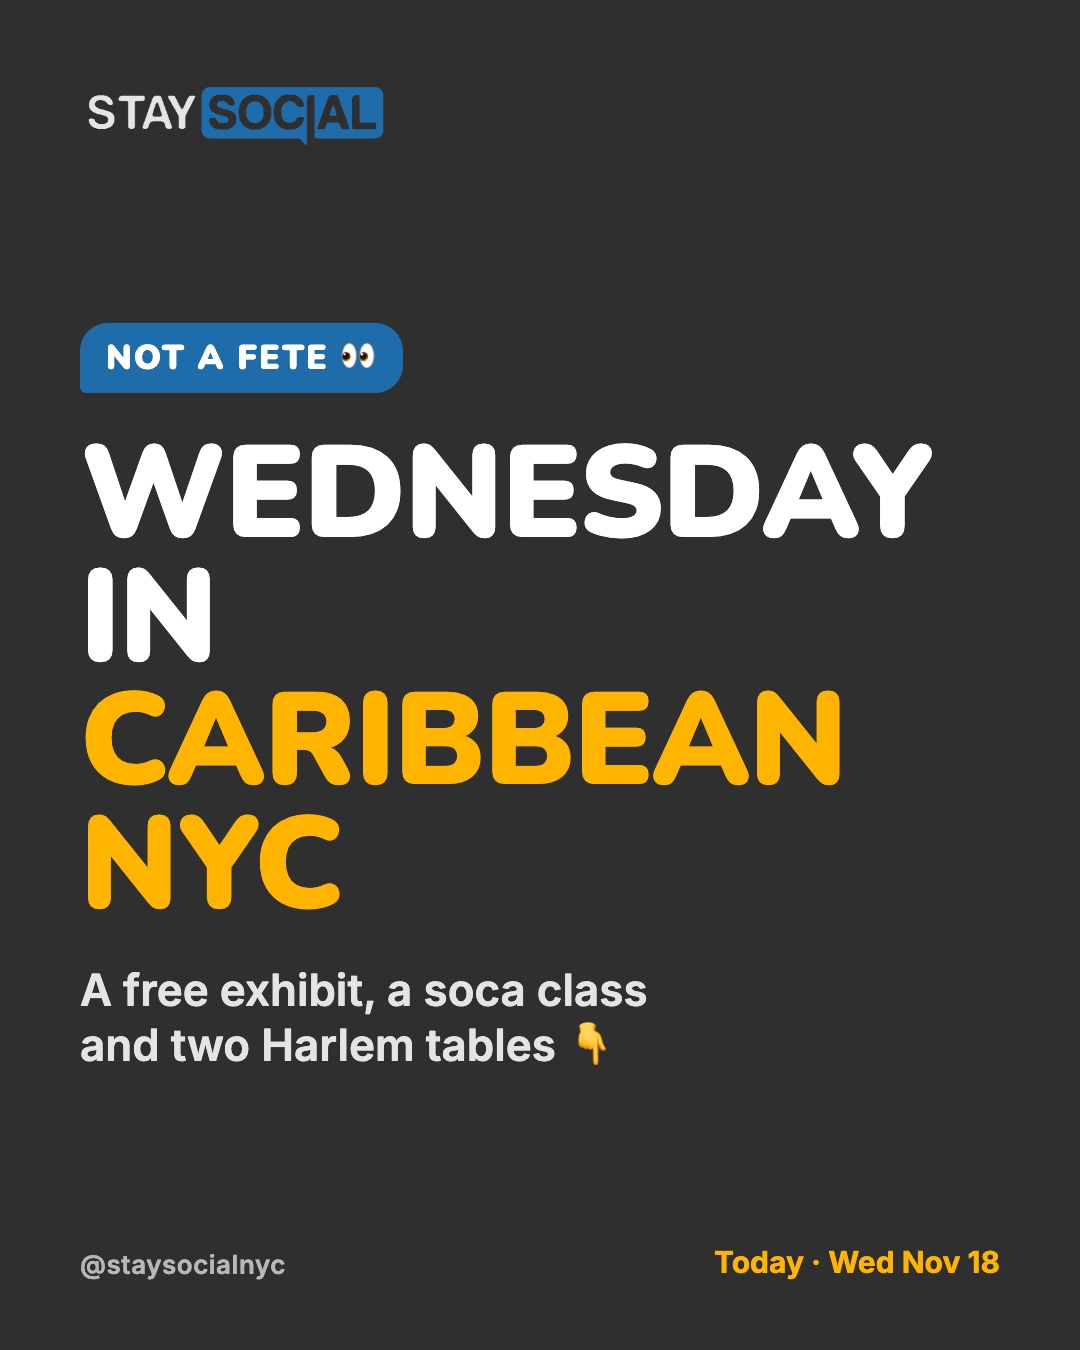 STAY SOCIAL
NOT A FETE 👀
WEDNESDAY
IN
CARIBBEAN
NYC
A free exhibit, a soca class
and two Harlem tables 👇
@staysocialnyc
Today · Wed Nov 18